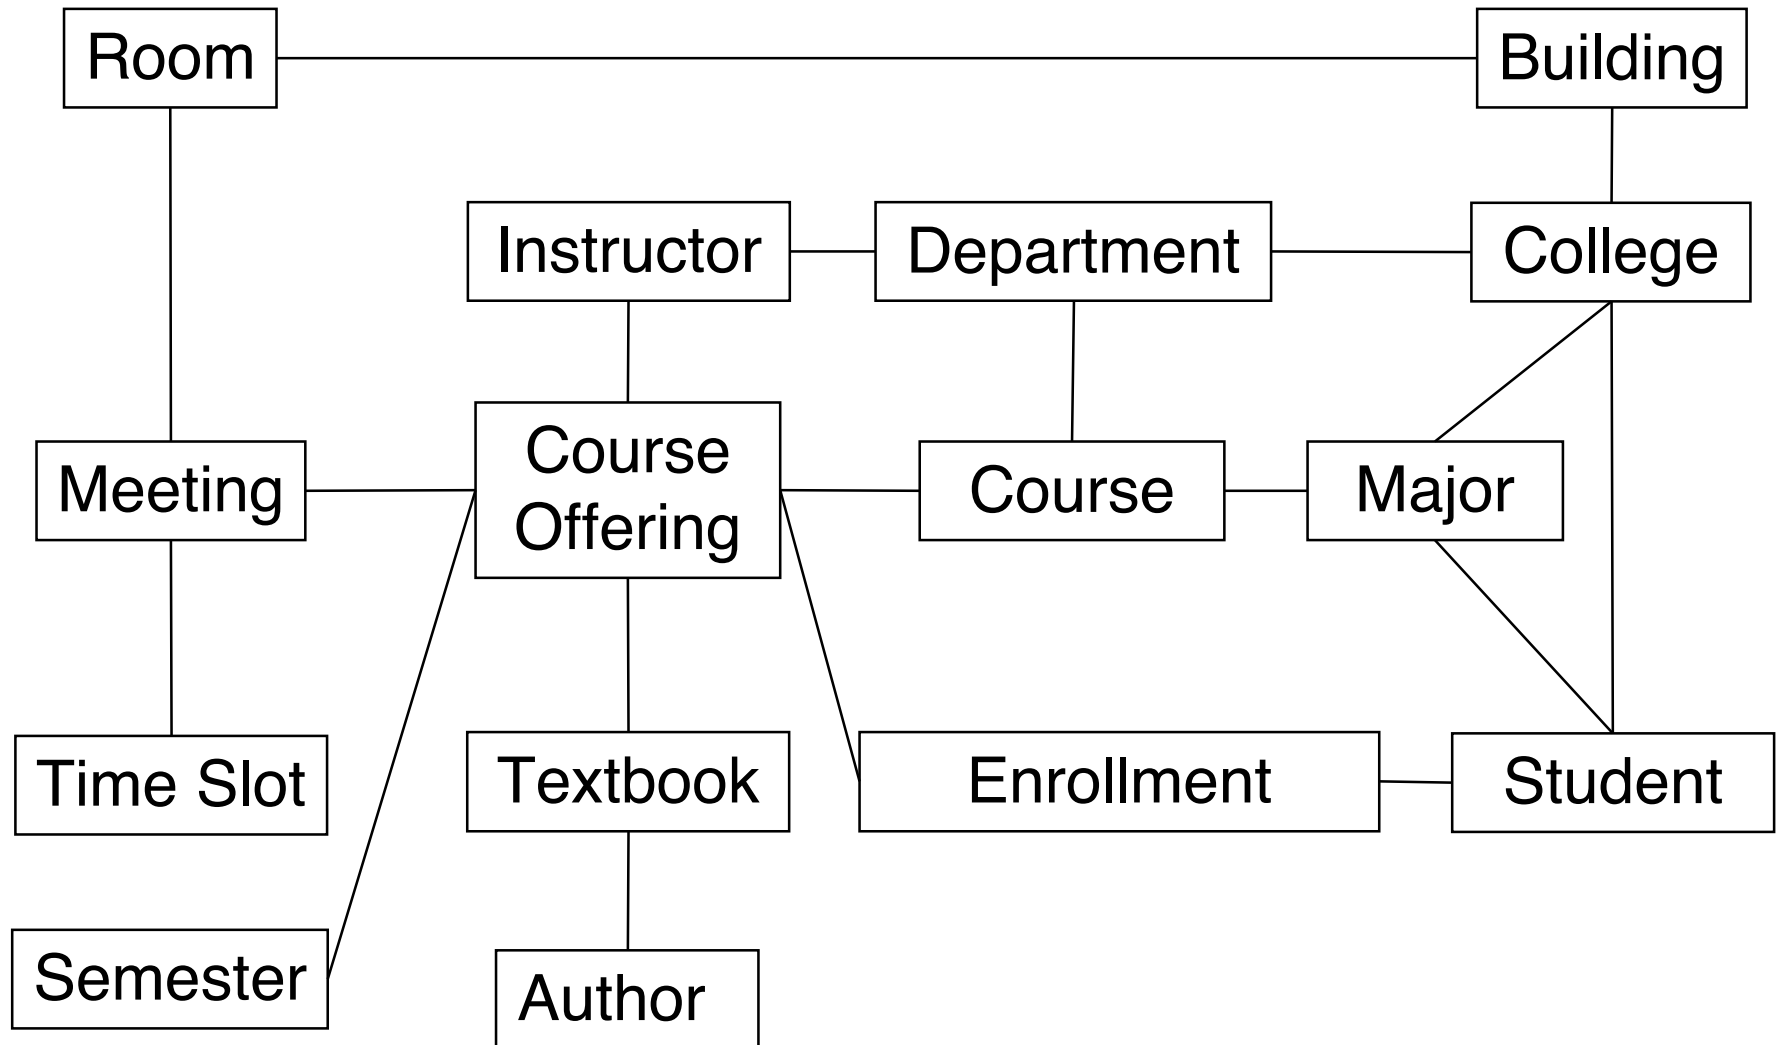 Room
Building
Instructor
Department
College
Course
Offering
Meeting
Course
Major
Time Slot
Textbook
Enrollment
Student
Semester
Author